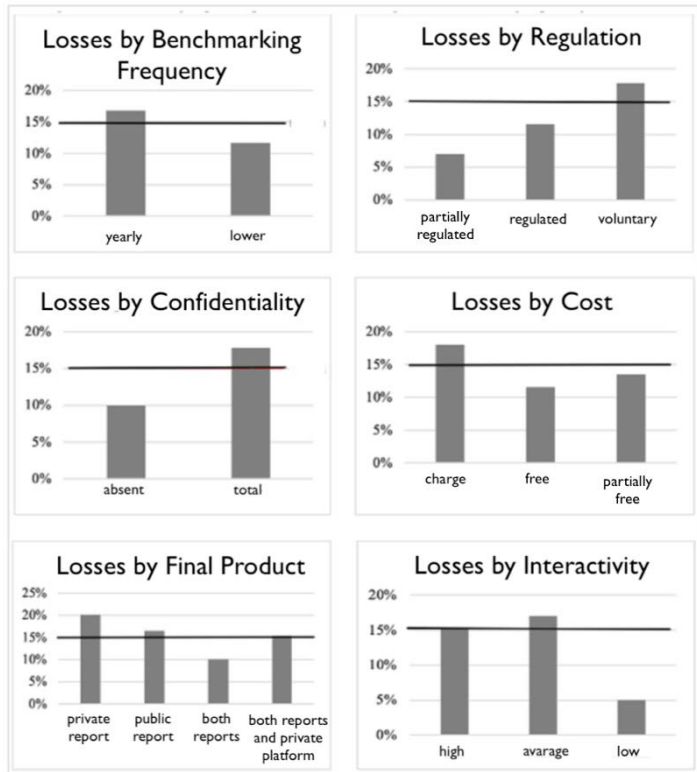 Losses by Benchmarking
Frequency
20%
15%
10%
5%
0%
yearly
lower
Losses by Regulation
20%
15%
10%
5%
0%
partially
regulated
regulated
voluntary
Losses by Confidentiality
20%
15%
10%
5%
0%
absent
total
Losses by Cost
20%
15%
10%
5%
0%
charge
free
partially
free
Losses by Final Product
25%
20%
15%
10%
5%
0%
private
report
public
report
both
reports
both reports
and private
platform
Losses by Interactivity
20%
15%
10%
5%
0%
high
avarage
low